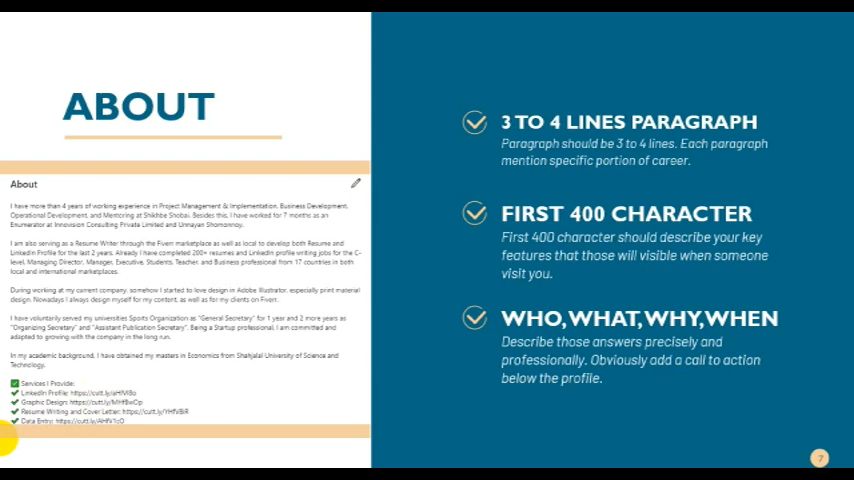 ABOUT
About
I have more than 4 years of working experience in Project Management & Implementation, Business Development,
Operational Development, and Mentoring at Shikhbe Shobai. Besides this, I have worked for 7 months as an
Enumerator at Innovision Consulting Private Limited and Unnayan Shomonnoy.
I am also serving as a Resume Writer through the Fiverr marketplace as well as local to develop both Resume and
LinkedIn Profile for the last 2 years. Already I have completed 200+ resumes and LinkedIn profile writing jobs for the C-
level, Managing Director, Manager, Executive, Students, Teacher, and Business professional from 17 countries in both
local and international marketplaces.
During working at my current company, somehow I started to love design in Adobe Illustrator, especially print material
design. Nowadays I always design myself for my content, as well as for my clients on Fiverr.
I have voluntarily served my universities Sports Organization as "General Secretary" for 1 year and 2 more years as
"Organizing Secretary" and "Assistant Publication Secretary". Being a Startup professional, I am committed and
adapted to growing with the company in the long run.
In my academic background, I have obtained my masters in Economics from Shahjalal University of Science and
Technology.
✅ Services I Provide:
✔ LinkedIn Profile:
✔ Graphic Design:
✔ Resume Writing and Cover Letter:
✔ Data Entry:
3 TO 4 LINES PARAGRAPH
Paragraph should be 3 to 4 lines. Each paragraph
mention specific portion of career.
FIRST 400 CHARACTER
First 400 character should describe your key
features that those will visible when someone
visit you.
WHO,WHAT,WHY,WHEN
Describe those answers precisely and
professionally. Obviously add a call to action
below the profile.
7